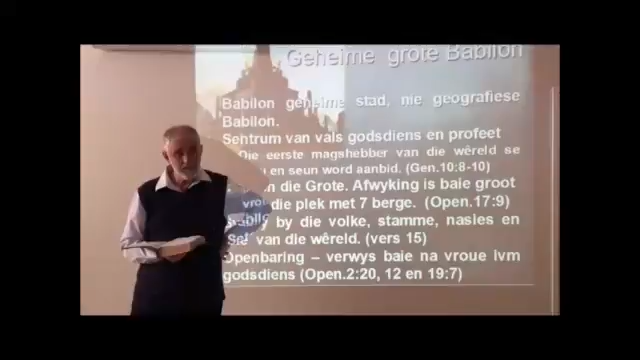 Geheime grote Babilon
Babilon geheime stad, nie geografiese
Babilon.
Sentrum van vals godsdiens en profeet
Die eerste magshebber van die wêreld se
en seun word aanbid. (Gen.10:8-10)
die Grote. Afwyking is baie groot
vrou die plek met 7 berge. (Open.17:9)
by die volke, stamme, nasies en
van die wêreld. (vers 15)
Openbaring – verwys baie na vroue ivm
godsdiens (Open.2:20, 12 en 19:7)